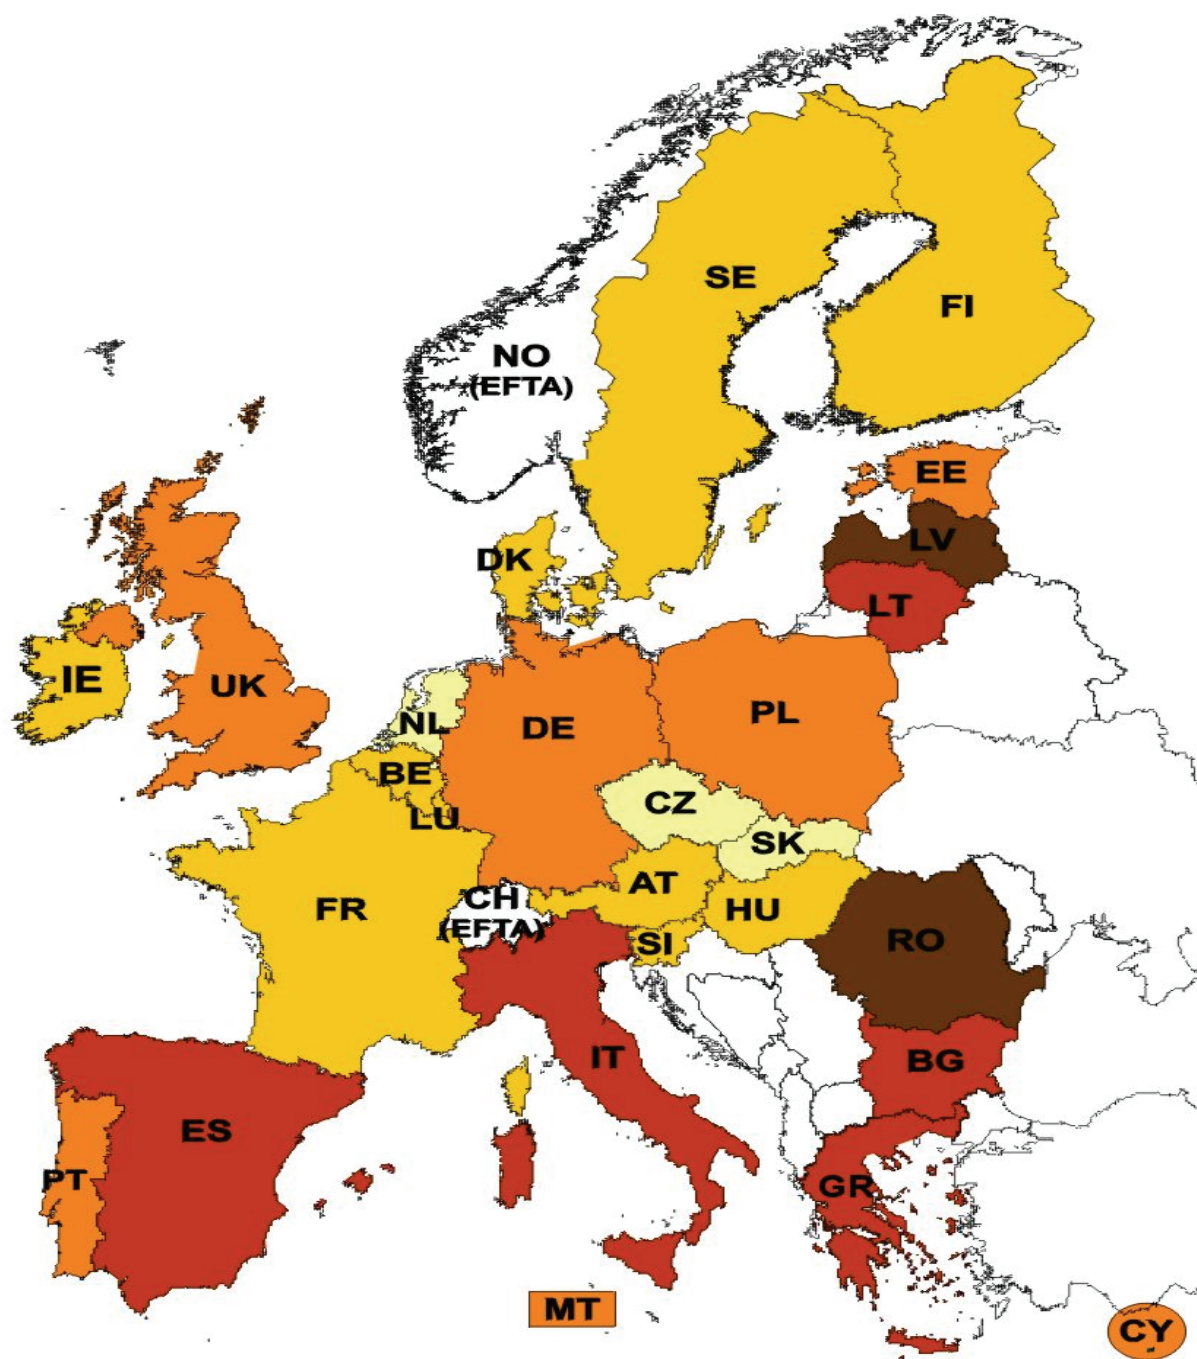 SE
FI
NO
(EFTA)
EE
LV
DK
LT
IE
UK
NL
DE
PL
BE
CZ
LU
SK
AT
FR
CH
(EFTA)
HU
SI
RO
IT
BG
ES
PT
GR
MT
CY